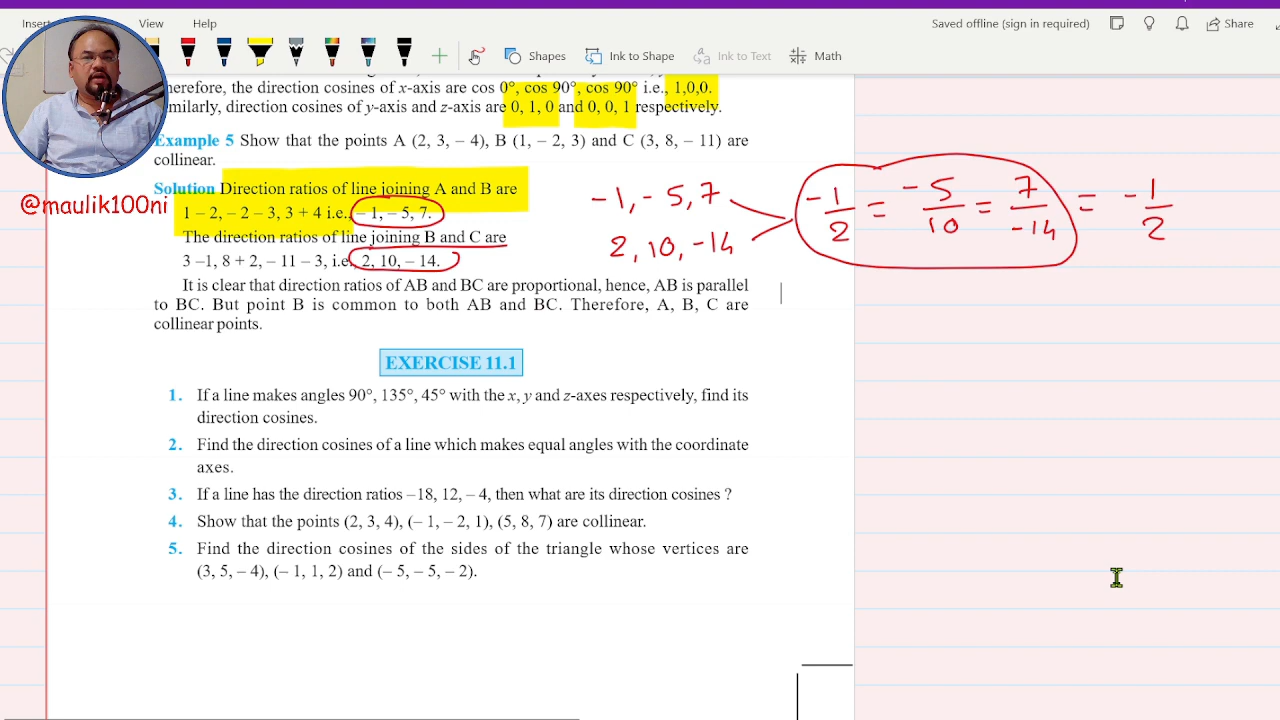 Insert View Help Saved offline (sign in required) Share
Shapes Ink to Shape Ink to Text Math
herefore, the direction cosines of x-axis are cos 0°, cos 90°, cos 90° i.e., 1,0,0.
imilarly, direction cosines of y-axis and z-axis are 0, 1, 0 and 0, 0, 1 respectively.
Example 5 Show that the points A (2, 3, – 4), B (1, – 2, 3) and C (3, 8, – 11) are
collinear.
Solution Direction ratios of line joining A and B are
1 – 2, – 2 – 3, 3 + 4 i.e., – 1, – 5, 7.
The direction ratios of line joining B and C are
3 –1, 8 + 2, – 11 – 3, i.e., 2, 10, – 14.
It is clear that direction ratios of AB and BC are proportional, hence, AB is parallel
to BC. But point B is common to both AB and BC. Therefore, A, B, C are
collinear points.
@maulik100ni
-1, -5, 7
2, 10, -14
-1/2 = -5/10 = 7/-14 = -1/2
EXERCISE 11.1
1. If a line makes angles 90°, 135°, 45° with the x, y and z-axes respectively, find its
direction cosines.
2. Find the direction cosines of a line which makes equal angles with the coordinate
axes.
3. If a line has the direction ratios –18, 12, – 4, then what are its direction cosines ?
4. Show that the points (2, 3, 4), (– 1, – 2, 1), (5, 8, 7) are collinear.
5. Find the direction cosines of the sides of the triangle whose vertices are
(3, 5, – 4), (– 1, 1, 2) and (– 5, – 5, – 2).